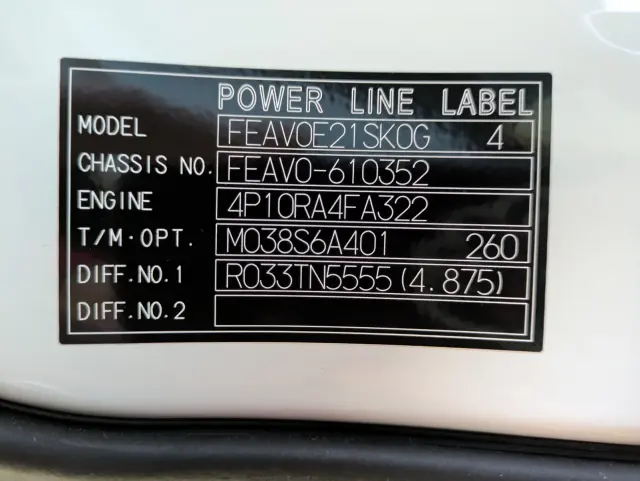 POWER LINE LABEL
MODEL FEAV0E21SK0G 4
CHASSIS NO. FEAV0-610352
ENGINE 4P10RA4FA322
T/M·OPT. M038S6A401 260
DIFF.NO.1 R033TN5555(4.875)
DIFF.NO.2